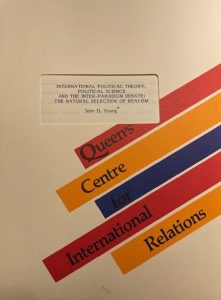 INTERNATIONAL POLITICAL THEORY,
POLITICAL SCIENCE
AND THE INTER-PARADIGM DEBATE:
THE NATURAL SELECTION OF REALISM
John D. Young*
Queen's
Centre
for
International
Relations